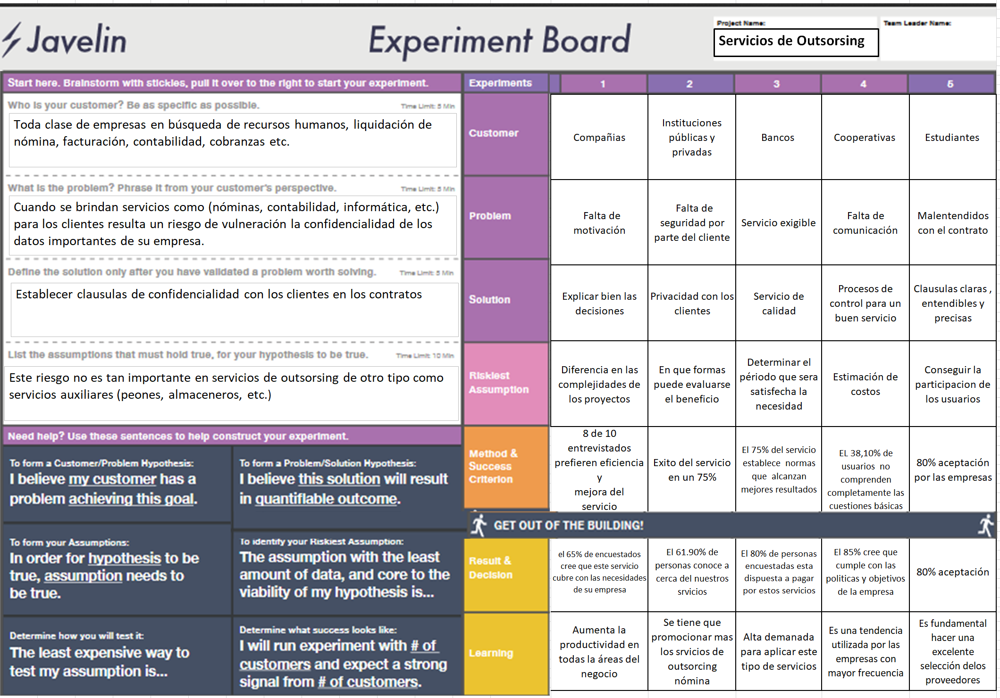 Javelin
Experiment Board
Project Name:
Servicios de Outsorsing
Team Leader Name:
Start here. Brainstorm with stickies, pull it over to the right to start your experiment.
Who is your customer? Be as specific as possible.
Time Limit: 5 Min
Toda clase de empresas en búsqueda de recursos humanos, liquidación de
nómina, facturación, contabilidad, cobranzas etc.
What is the problem? Phrase it from your customer's perspective.
Time Limit: 5 Min
Cuando se brindan servicios como (nóminas, contabilidad, informática, etc.)
para los clientes resulta un riesgo de vulneración la confidencialidad de los
datos importantes de su empresa.
Define the solution only after you have validated a problem worth solving.
Time Limit: 5 Min
Establecer clausulas de confidencialidad con los clientes en los contratos
List the assumptions that must hold true, for your hypothesis to be true.
Time Limit: 10 Min
Este riesgo no es tan importante en servicios de outsorsing de otro tipo como
servicios auxiliares (peones, almaceneros, etc.)
Need help? Use these sentences to help construct your experiment.
To form a Customer/Problem Hypothesis:
I believe my customer has a
problem achieving this goal.
To form a Problem/Solution Hypothesis:
I believe this solution will result
in quantifiable outcome.
To form your Assumptions:
In order for hypothesis to be
true, assumption needs to
be true.
To identify your Riskiest Assumption:
The assumption with the least
amount of data, and core to the
viability of my hypothesis is...
Determine how you will test it:
The least expensive way to
test my assumption is...
Determine what success looks like:
I will run experiment with # of
customers and expect a strong
signal from # of customers.
Experiments
1
2
3
4
5
Customer
Compañias
Instituciones
públicas y
privadas
Bancos
Cooperativas
Estudiantes
Problem
Falta de
motivación
Falta de
seguridad por
parte del cliente
Servicio exigible
Falta de
comunicación
Malentendidos
con el contrato
Solution
Explicar bien las
decisiones
Privacidad con los
clientes
Servicio de
calidad
Procesos de
control para un
buen servicio
Clausulas claras ,
entendibles y
precisas
Riskiest
Assumption
Diferencia en las
complejidades de
los proyectos
En que formas
puede evaluarse
el beneficio
Determinar el
périodo que sera
satisfecha la
necesidad
Estimación de
costos
Conseguir la
participacion de
los usuarios
Method &
Success
Criterion
8 de 10
entrevistados
prefieren eficiencia
y
mejora del
servicio
Exito del servicio
en un 75%
El 75% del servicio
establece normas
que alcanzan
mejores resultados
EL 38,10% de
usuarios no
comprenden
completamente las
cuestiones básicas
80% aceptación
por las empresas
GET OUT OF THE BUILDING!
Result &
Decision
el 65% de encuestados
cree que este servicio
cubre con las necesidades
de su empresa
El 61.90% de
personas conoce a
cerca del nuestros
srvicios
El 80% de personas
encuestadas esta
dispuesta a pagar
por estos servicios
El 85% cree que
cumple con las
politicas y objetivos
de la empresa
80% aceptación
Learning
Aumenta la
productividad en
todas la áreas del
negocio
Se tiene que
promocionar mas
los srvicios de
outsorcing
nómina
Alta demanada
para aplicar este
tipo de servicios
Es una tendencia
utilizada por las
empresas con
mayor frecuencia
Es fundamental
hacer una
excelente
selección delos
proveedores